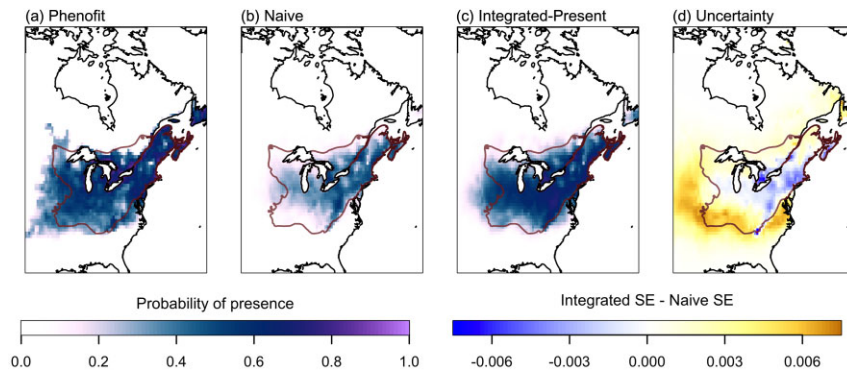 (a) Phenofit
(b) Naive
(c) Integrated-Present
(d) Uncertainty
Probability of presence
Integrated SE - Naive SE
0.0 0.2 0.4 0.6 0.8 1.0
-0.006 -0.003 0.000 0.003 0.006